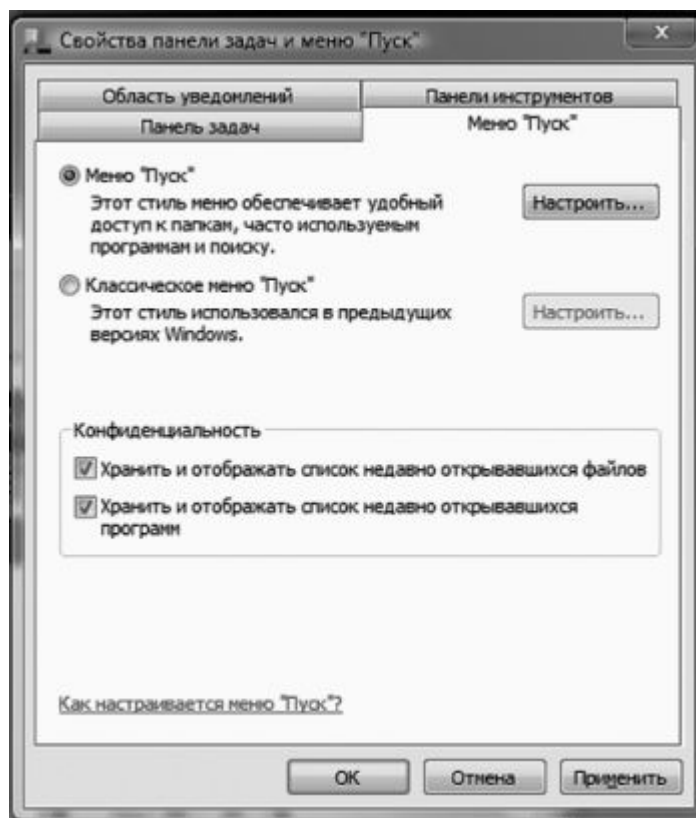 Свойства панели задач и меню "Пуск"
Область уведомлений
Панели инструментов
Панель задач
Меню "Пуск"
Меню "Пуск"
Этот стиль меню обеспечивает удобный
доступ к папкам, часто используемым
программам и поиску.
Настроить...
Классическое меню "Пуск"
Этот стиль использовался в предыдущих
версиях Windows.
Настроить...
Конфиденциальность
Хранить и отображать список недавно открывавшихся файлов
Хранить и отображать список недавно открывавшихся
программ
Как настраивается меню "Пуск"?
ОК
Отмена
Применить